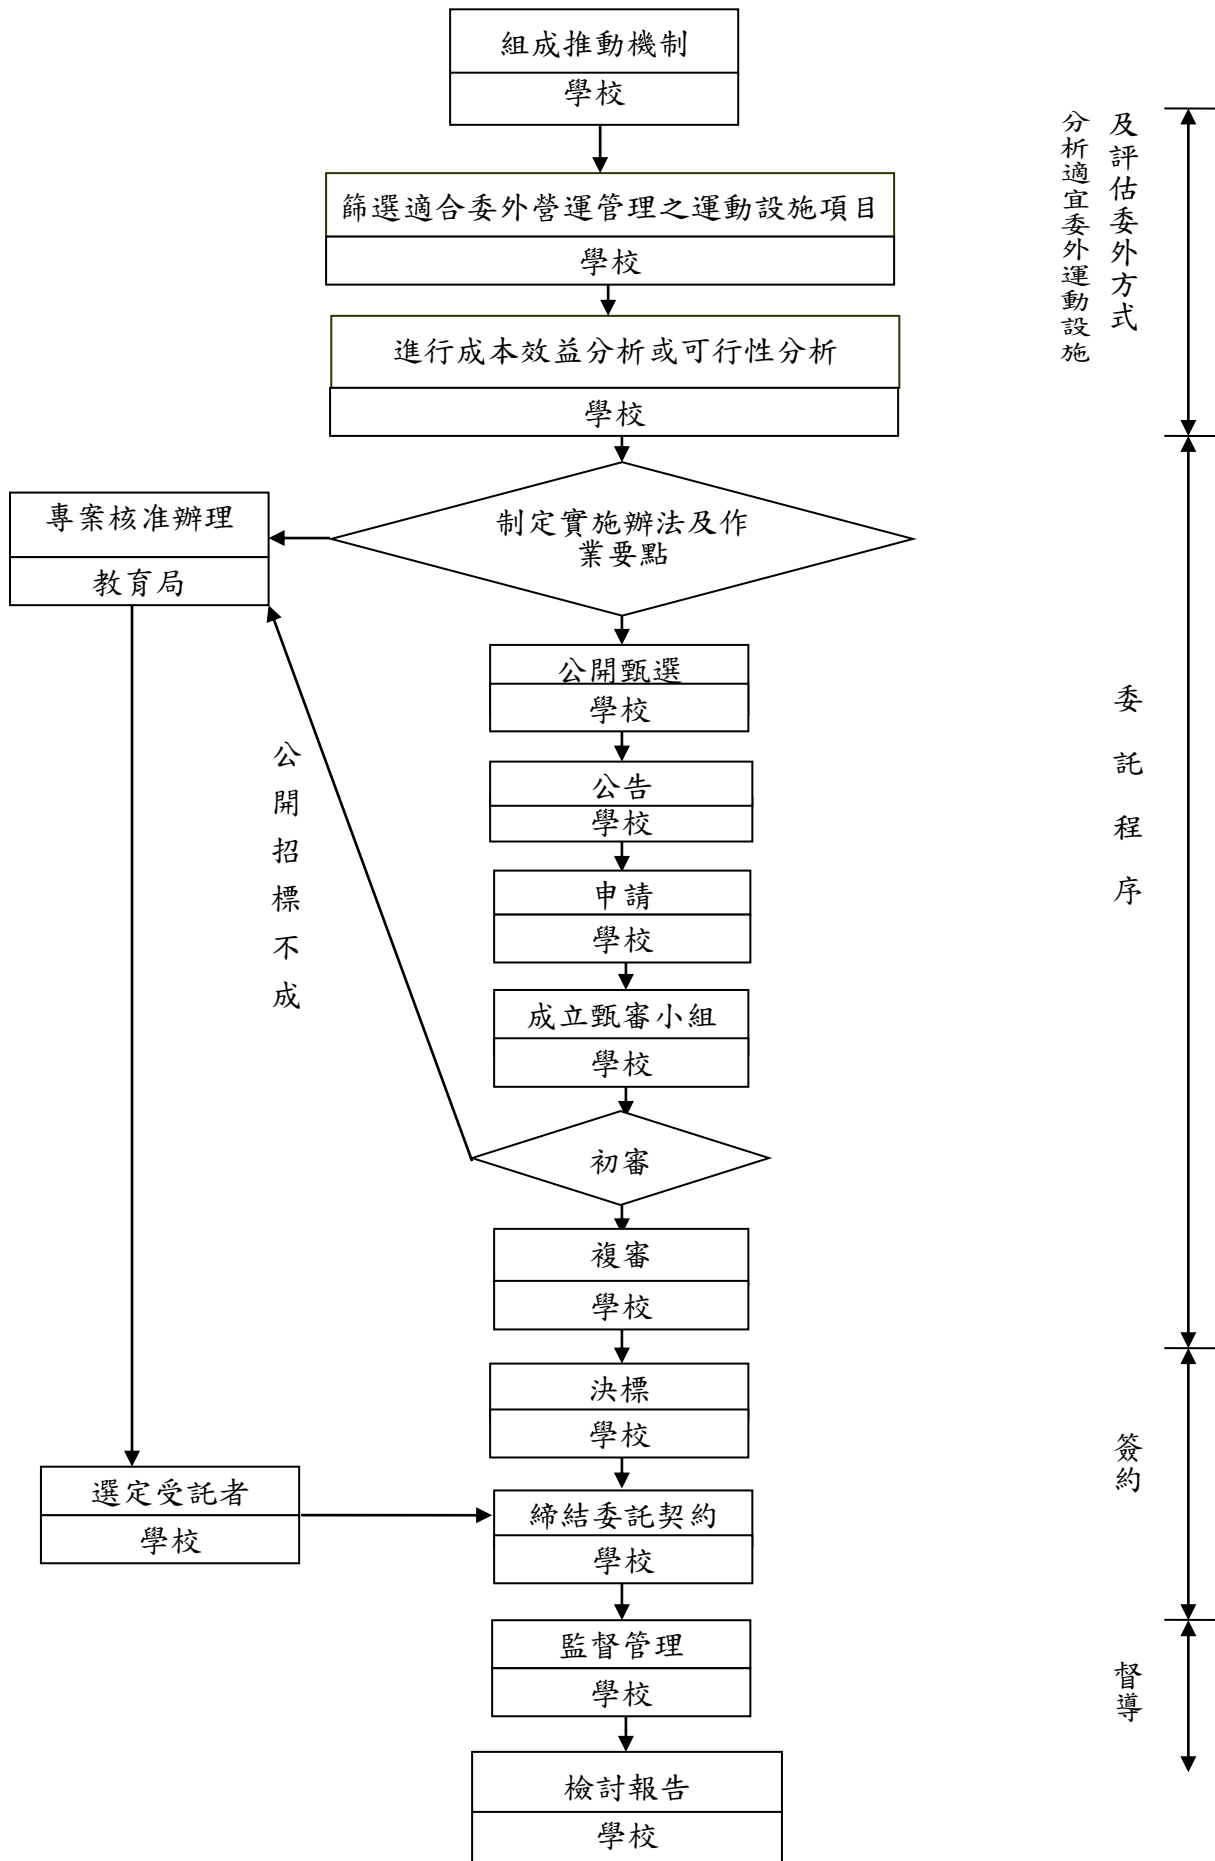 組成推動機制
學校
篩選適合委外營運管理之運動設施項目
學校
進行成本效益分析或可行性分析
學校
分析適宜委外運動設施
及評估委外方式
制定實施辦法及作
業要點
專案核准辦理
教育局
公開甄選
學校
公告
學校
申請
學校
成立甄審小組
學校
公開招標不成
委託程序
初審
複審
學校
決標
學校
選定受託者
學校
締結委託契約
學校
簽約
監督管理
學校
督導
檢討報告
學校